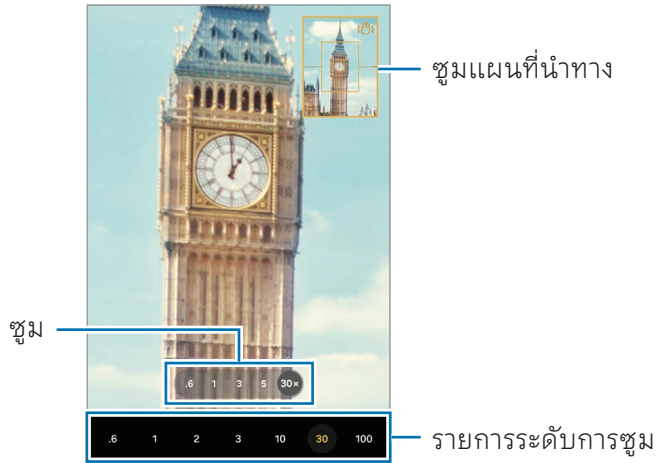 ซูมแผนที่นำทาง
ซูม
.6 1 3 5 30×
.6 1 2 3 10 30 100
รายการระดับการซูม